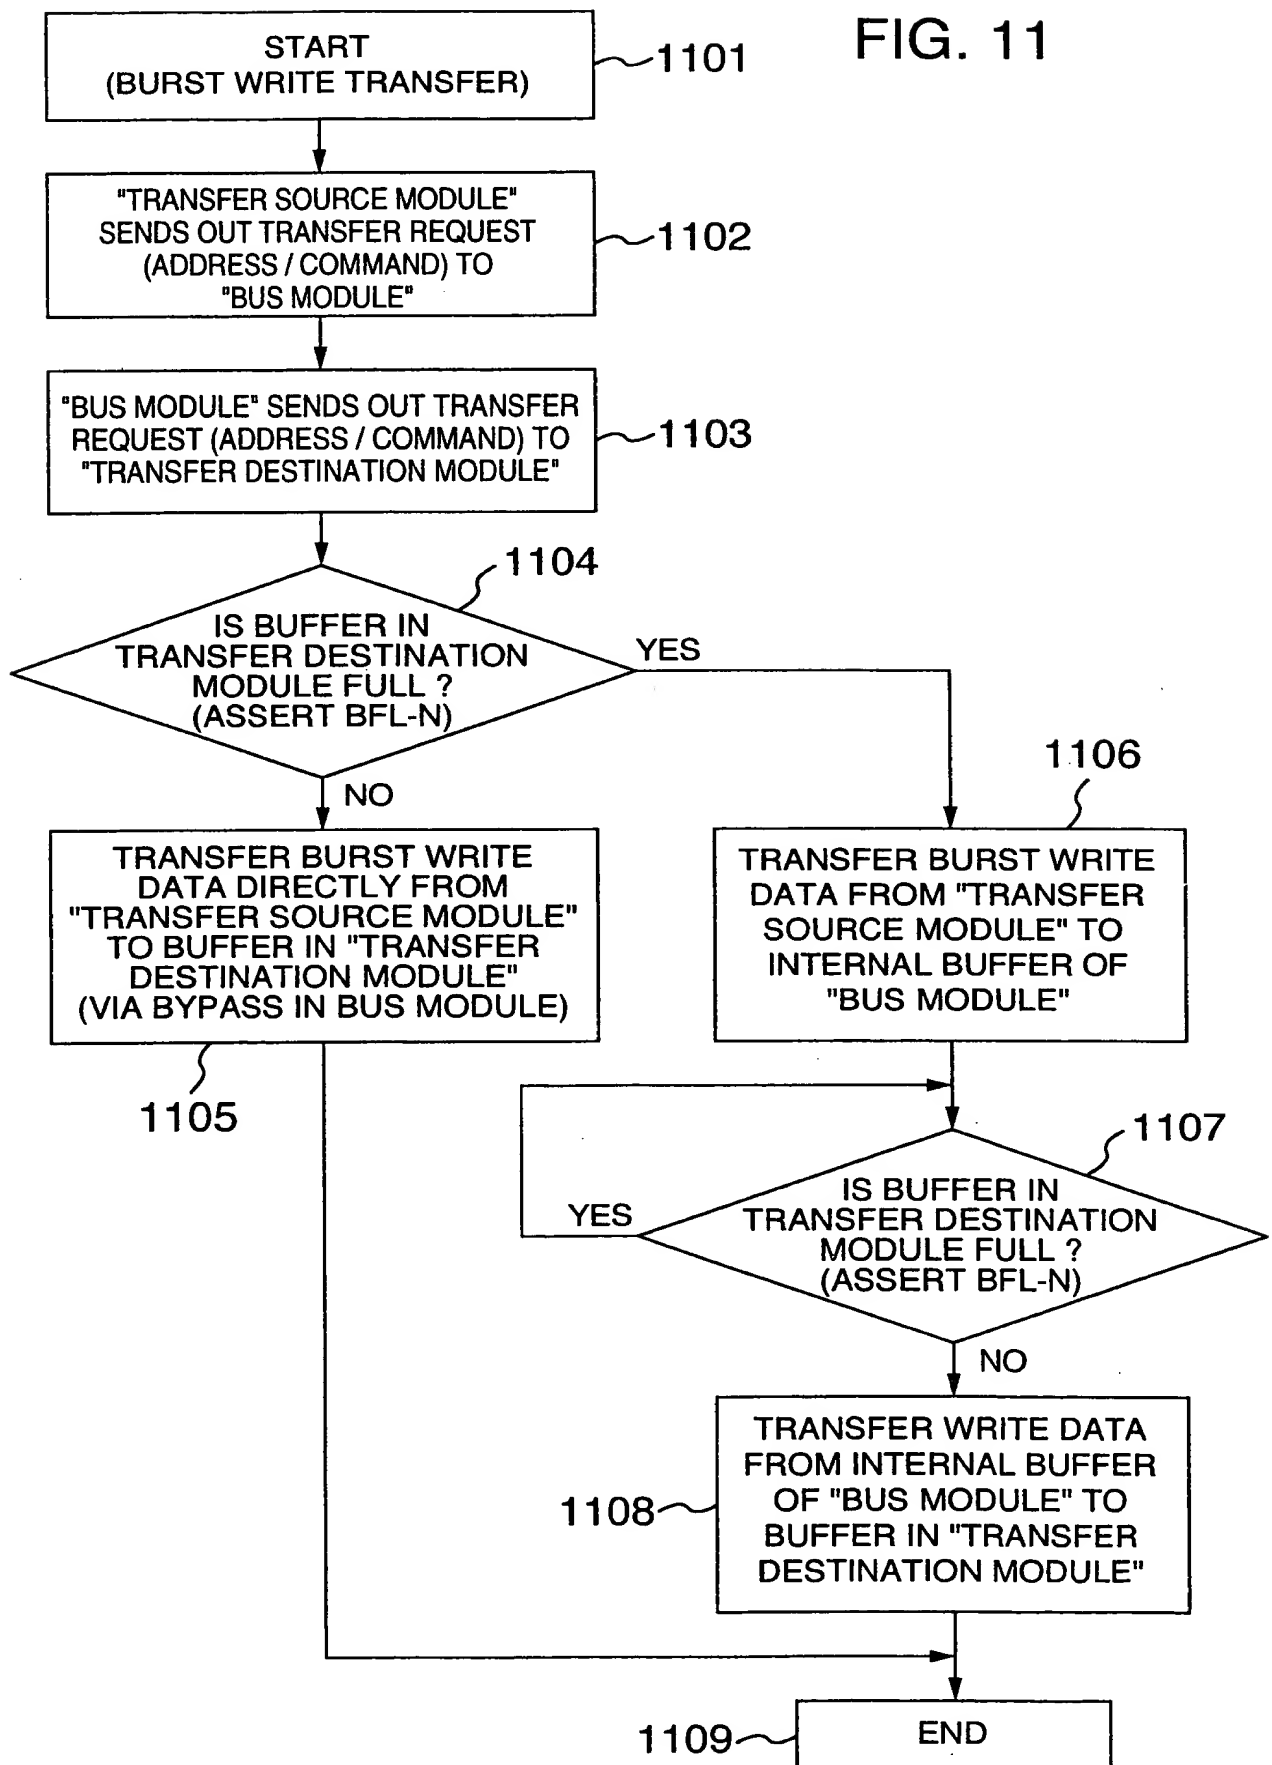 FIG. 11
START
(BURST WRITE TRANSFER)
1101
"TRANSFER SOURCE MODULE"
SENDS OUT TRANSFER REQUEST
(ADDRESS / COMMAND) TO
"BUS MODULE"
1102
"BUS MODULE" SENDS OUT TRANSFER
REQUEST (ADDRESS / COMMAND) TO
"TRANSFER DESTINATION MODULE"
1103
1104
IS BUFFER IN
TRANSFER DESTINATION
MODULE FULL ?
(ASSERT BFL-N)
YES
NO
TRANSFER BURST WRITE
DATA DIRECTLY FROM
"TRANSFER SOURCE MODULE"
TO BUFFER IN "TRANSFER
DESTINATION MODULE"
(VIA BYPASS IN BUS MODULE)
1105
1106
TRANSFER BURST WRITE
DATA FROM "TRANSFER
SOURCE MODULE" TO
INTERNAL BUFFER OF
"BUS MODULE"
1107
IS BUFFER IN
TRANSFER DESTINATION
MODULE FULL ?
(ASSERT BFL-N)
YES
NO
TRANSFER WRITE DATA
FROM INTERNAL BUFFER
OF "BUS MODULE" TO
BUFFER IN "TRANSFER
DESTINATION MODULE"
1108
END
1109